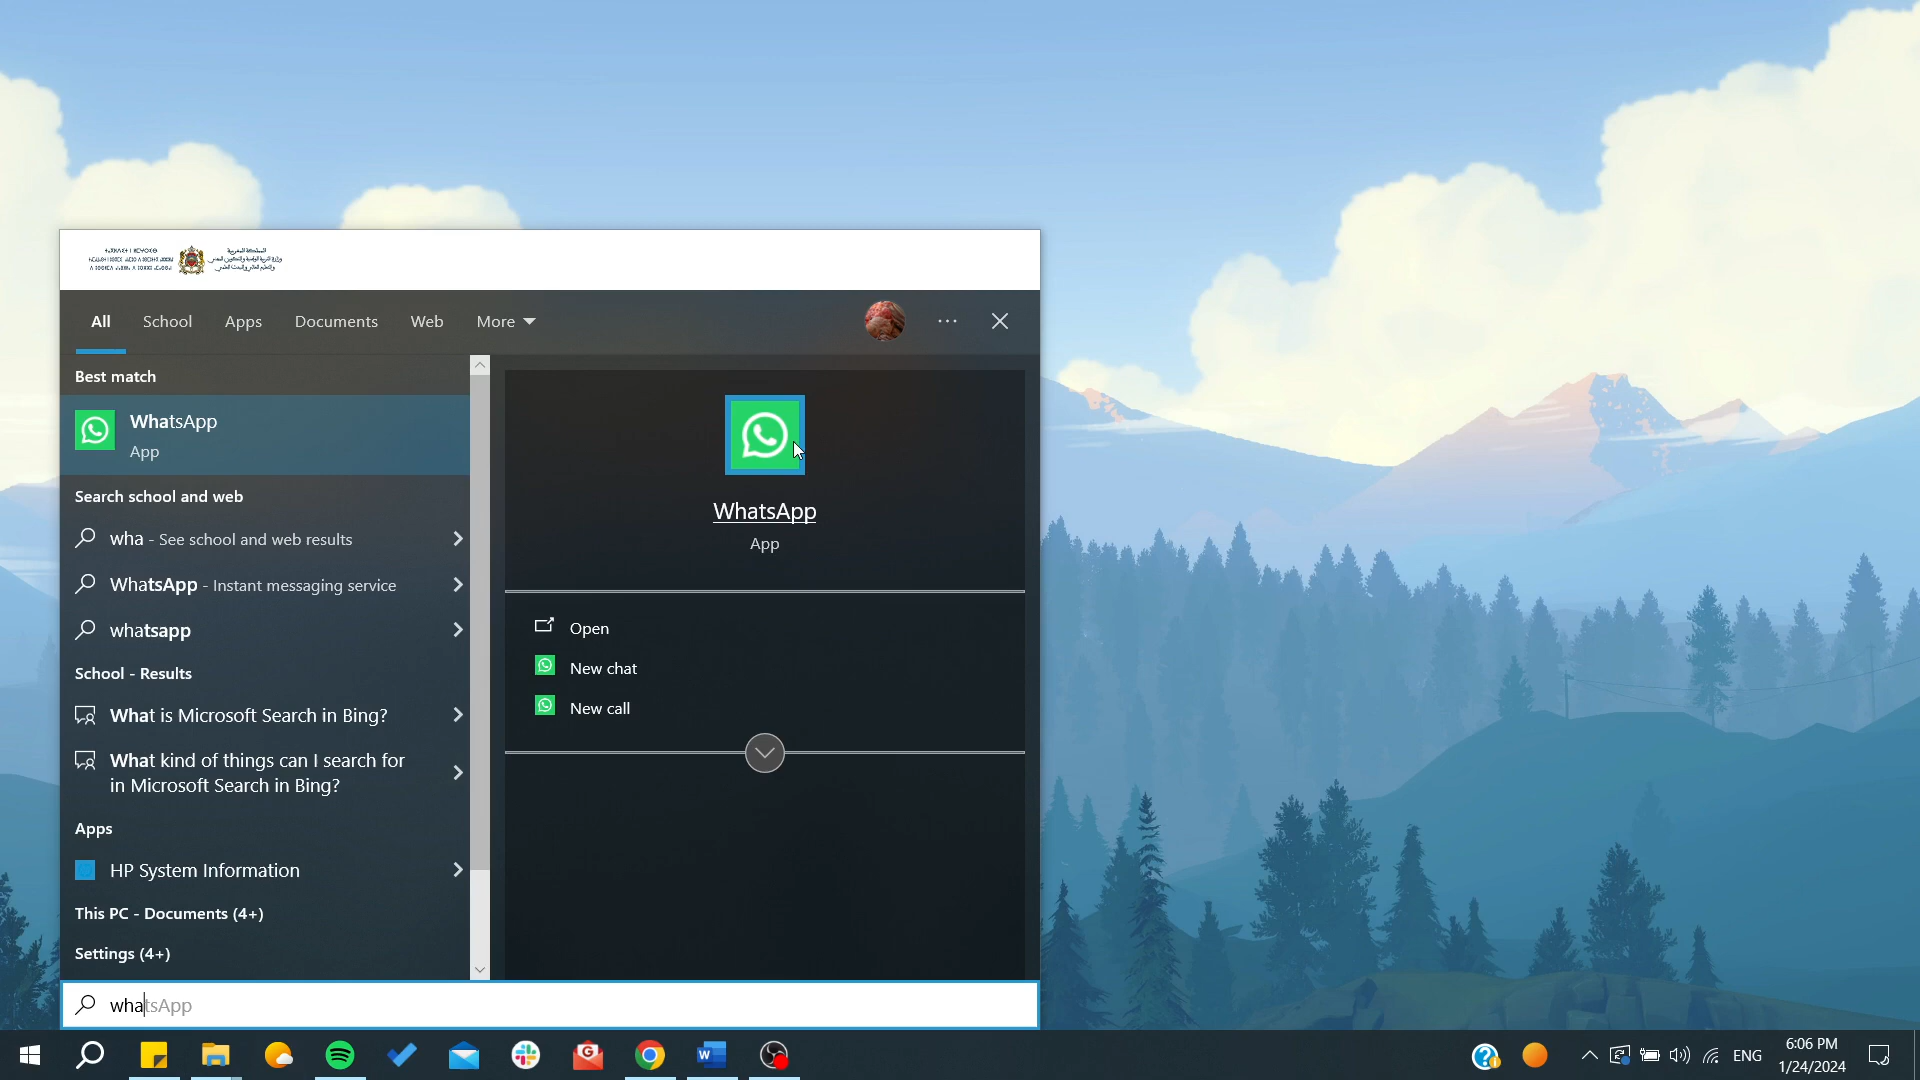 المملكة المغربية
All
School
Apps
Documents
Web
More
Best match
WhatsApp
App
Search school and web
wha - See school and web results
WhatsApp - Instant messaging service
whatsapp
School - Results
What is Microsoft Search in Bing?
What kind of things can I search for
in Microsoft Search in Bing?
Apps
HP System Information
This PC - Documents (4+)
Settings (4+)
WhatsApp
App
Open
New chat
New call
whatsApp
ENG
6:06 PM
1/24/2024